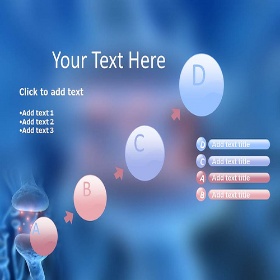 Your Text Here
D
Click to add text
•Add text 1
•Add text 2
•Add text 3
C
B
A
D Add text title
C Add text title
A Add text title
B Add text title